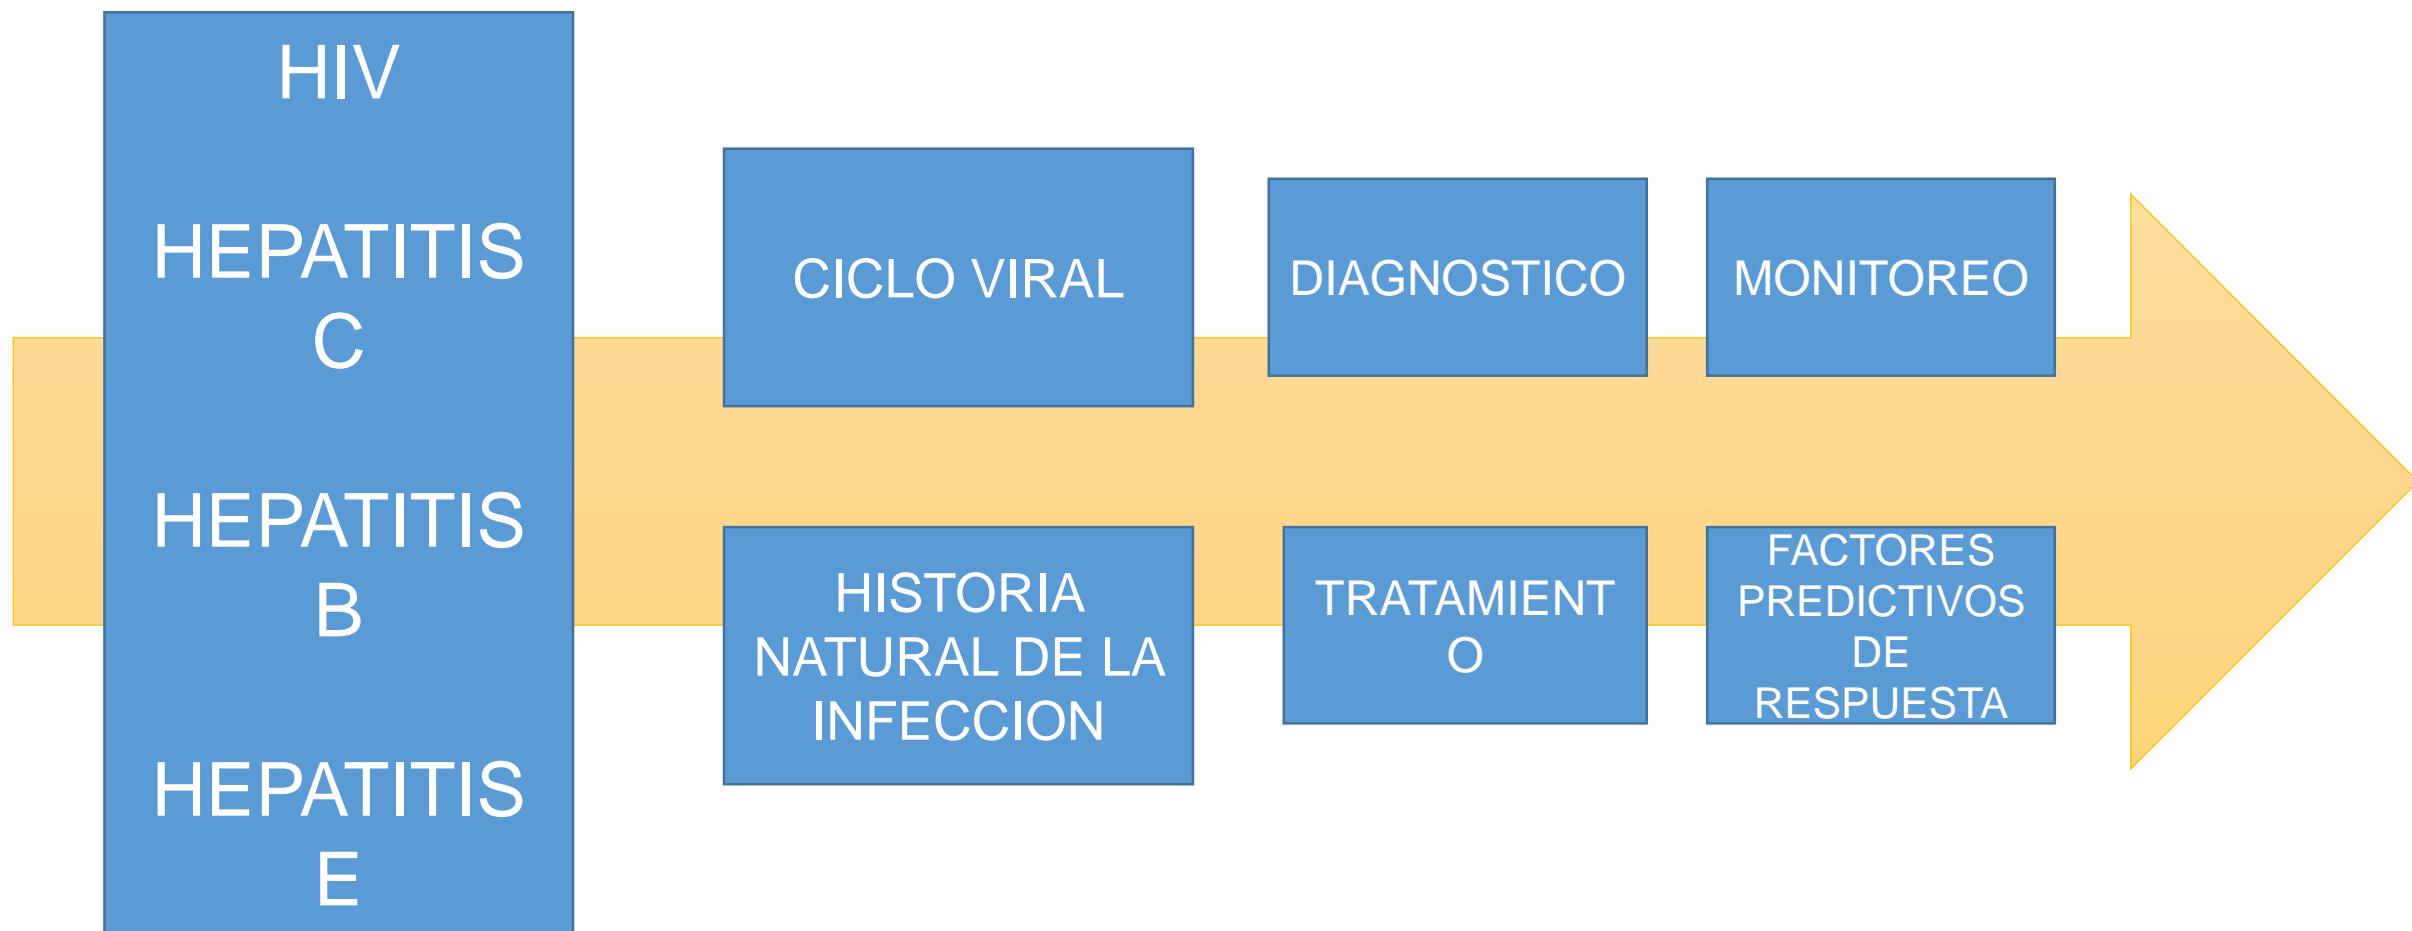 HIV
HEPATITIS
C
HEPATITIS
B
HEPATITIS
E
CICLO VIRAL
HISTORIA
NATURAL DE LA
INFECCION
DIAGNOSTICO
TRATAMIENT
O
MONITOREO
FACTORES
PREDICTIVOS
DE
RESPUESTA